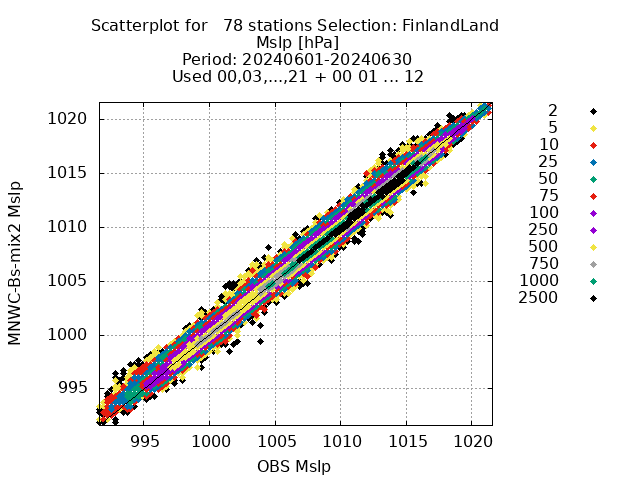 Scatterplot for   78 stations Selection: FinlandLand
Mslp [hPa]
Period: 20240601-20240630
Used 00,03,...,21 + 00 01 ... 12
MNWC-Bs-mix2 Mslp
1020
1015
1010
1005
1000
995
995 1000 1005 1010 1015 1020
OBS Mslp
2
5
10
25
50
75
100
250
500
750
1000
2500